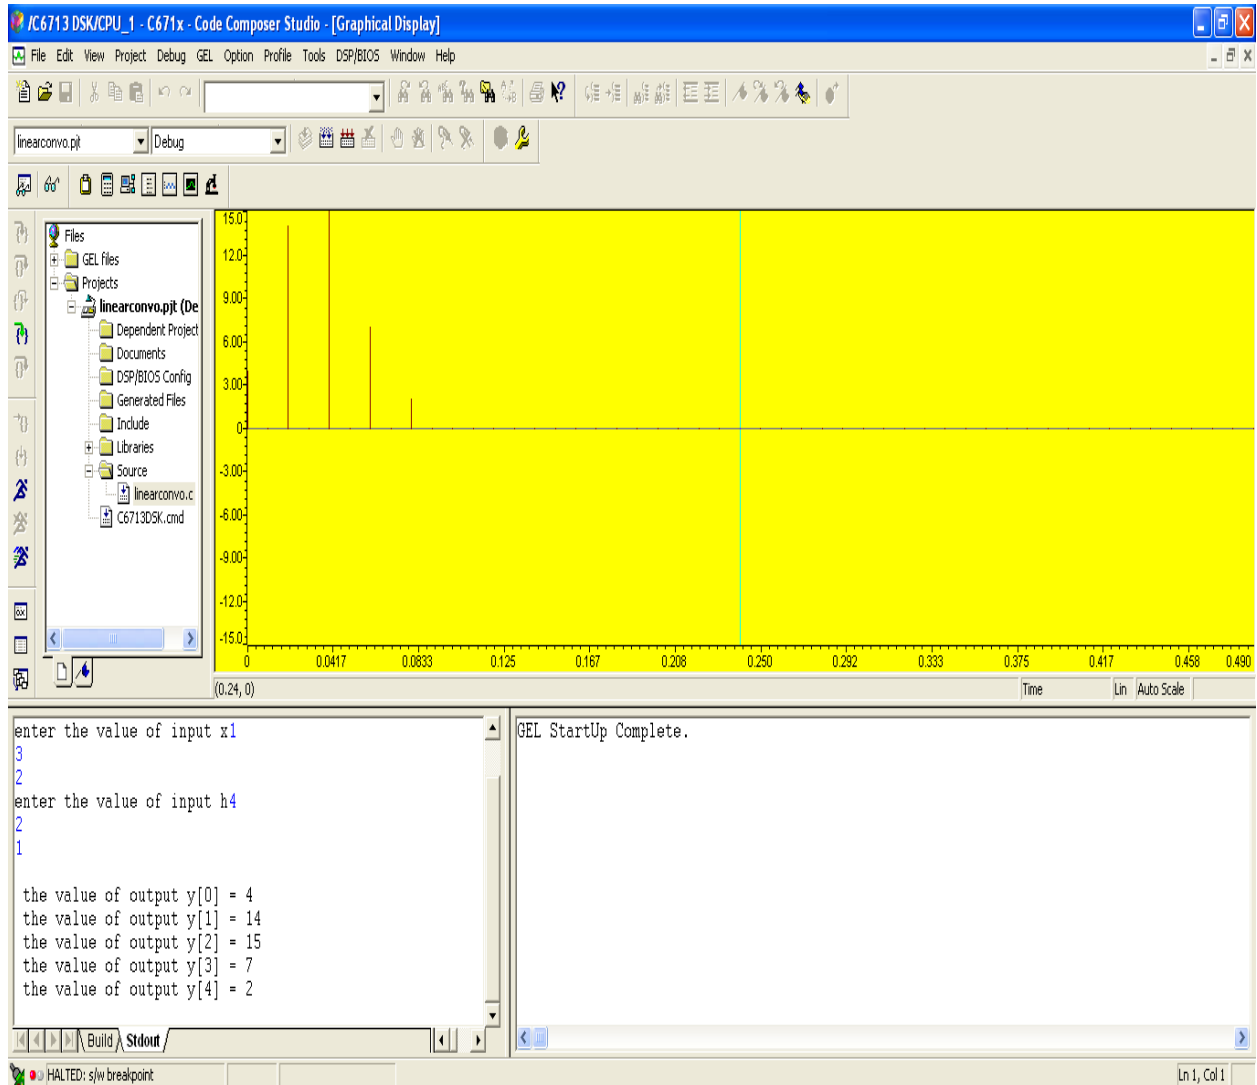 /C6713 DSK/CPU_1 - C671x - Code Composer Studio - [Graphical Display]
File Edit View Project Debug GEL Option Profile Tools DSP/BIOS Window Help
linearconvo.pjt Debug
Files
GEL files
Projects
linearconvo.pjt (De
Dependent Project
Documents
DSP/BIOS Config
Generated Files
Include
Libraries
Source
linearconvo.c
C6713DSK.cmd
15.0
12.0
9.00
6.00
3.00
0
-3.00
-6.00
-9.00
-12.0
-15.0
0 0.0417 0.0833 0.125 0.167 0.208 0.250 0.292 0.333 0.375 0.417 0.458 0.490
(0.24, 0) Time Lin Auto Scale
enter the value of input x1
3
2
enter the value of input h4
2
1
the value of output y[0] = 4
the value of output y[1] = 14
the value of output y[2] = 15
the value of output y[3] = 7
the value of output y[4] = 2
Build Stdout
GEL StartUp Complete.
HALTED: s/w breakpoint Ln 1, Col 1